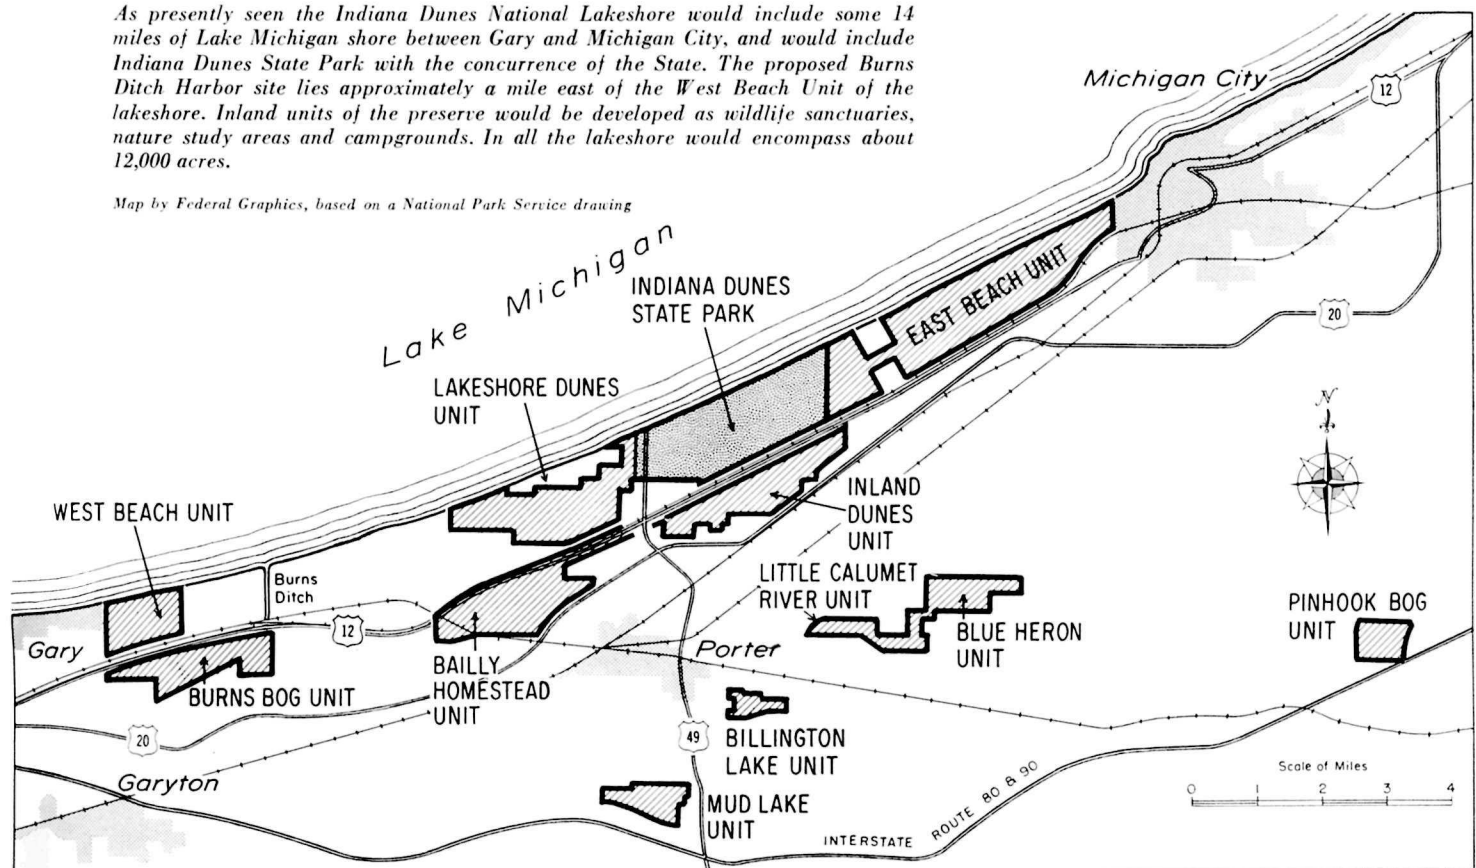 As presently seen the Indiana Dunes National Lakeshore would include some 14
miles of Lake Michigan shore between Gary and Michigan City, and would include
Indiana Dunes State Park with the concurrence of the State. The proposed Burns
Ditch Harbor site lies approximately a mile east of the West Beach Unit of the
lakeshore. Inland units of the preserve would be developed as wildlife sanctuaries,
nature study areas and campgrounds. In all the lakeshore would encompass about
12,000 acres.
Map by Federal Graphics, based on a National Park Service drawing
Michigan City
12
Lake Michigan
INDIANA DUNES
STATE PARK
EAST BEACH UNIT
20
LAKESHORE DUNES
UNIT
N
WEST BEACH UNIT
INLAND
DUNES
UNIT
Burns
Ditch
LITTLE CALUMET
RIVER UNIT
PINHOOK BOG
UNIT
12
BLUE HERON
UNIT
Gary
Porter
BAILLY
HOMESTEAD
UNIT
BURNS BOG UNIT
20
49
BILLINGTON
LAKE UNIT
Garyton
MUD LAKE
UNIT
INTERSTATE ROUTE 80 & 90
Scale of Miles
0 1 2 3 4